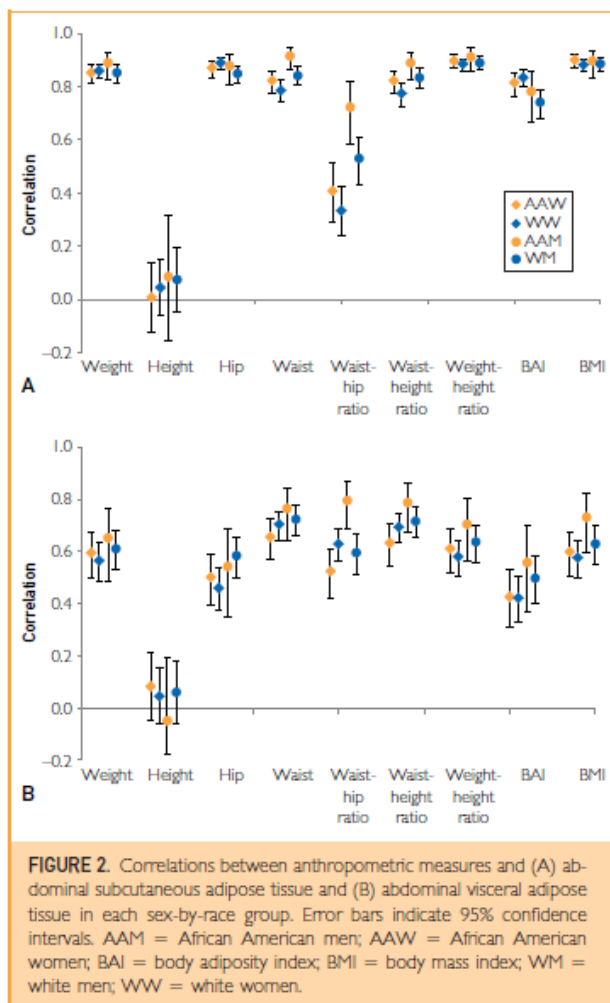 1.0
0.8
0.6
0.4
0.2
0.0
–0.2
Correlation
AAW
WW
AAM
WM
Weight Height Hip Waist Waist- Waist- Weight- BAI BMI
hip height height
ratio ratio ratio
A
1.0
0.8
0.6
0.4
0.2
0.0
–0.2
Correlation
Weight Height Hip Waist Waist- Waist- Weight- BAI BMI
hip height height
ratio ratio ratio
B
FIGURE 2. Correlations between anthropometric measures and (A) ab-
dominal subcutaneous adipose tissue and (B) abdominal visceral adipose
tissue in each sex-by-race group. Error bars indicate 95% confidence
intervals. AAM = African American men; AAW = African American
women; BAI = body adiposity index; BMI = body mass index; WM =
white men; WW = white women.